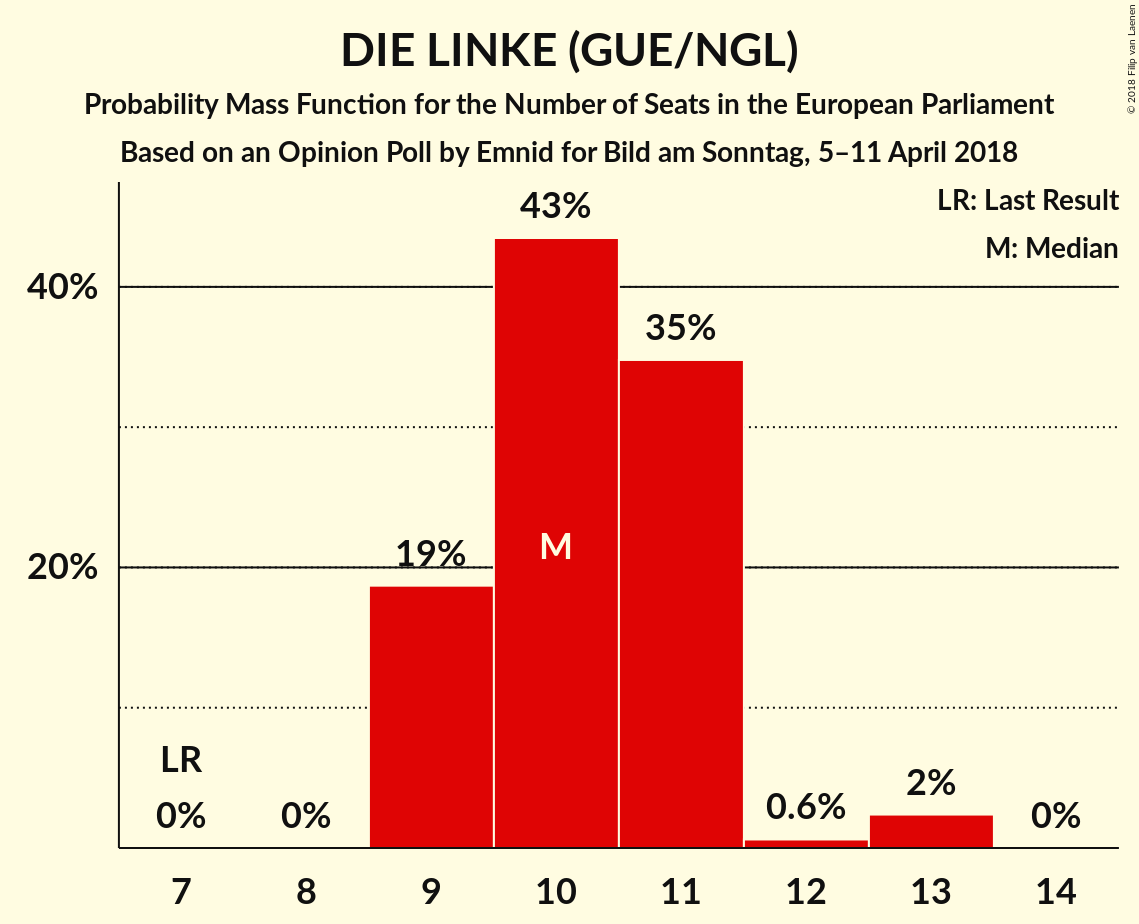 DIE LINKE (GUE/NGL)
Probability Mass Function for the Number of Seats in the European Parliament
Based on an Opinion Poll by Emnid for Bild am Sonntag, 5–11 April 2018
© 2018 Filip van Laenen
LR: Last Result
M: Median
43%
40%
35%
M
19%
20%
LR
0%
0%
0.6%
2%
0%
7 8 9 10 11 12 13 14